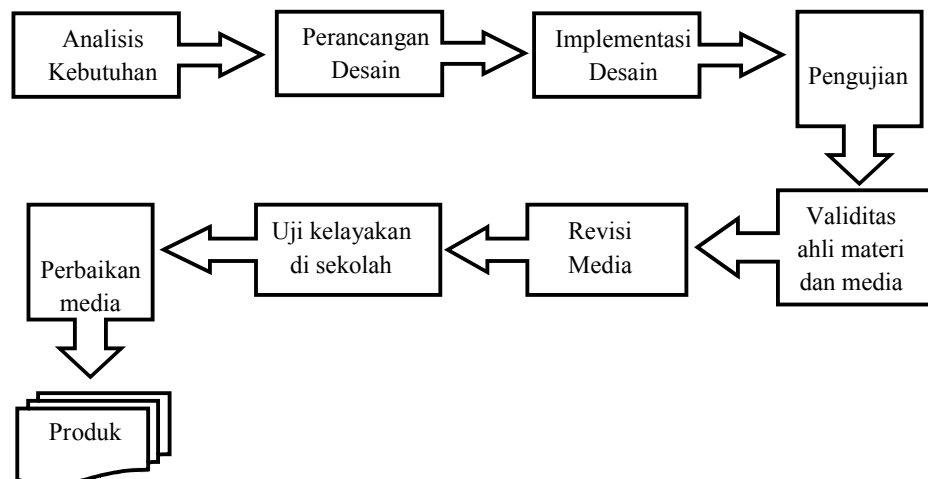 Analisis
Kebutuhan
Perancangan
Desain
Implementasi
Desain
Pengujian
Validitas
ahli materi
dan media
Revisi
Media
Uji kelayakan
di sekolah
Perbaikan
media
Produk